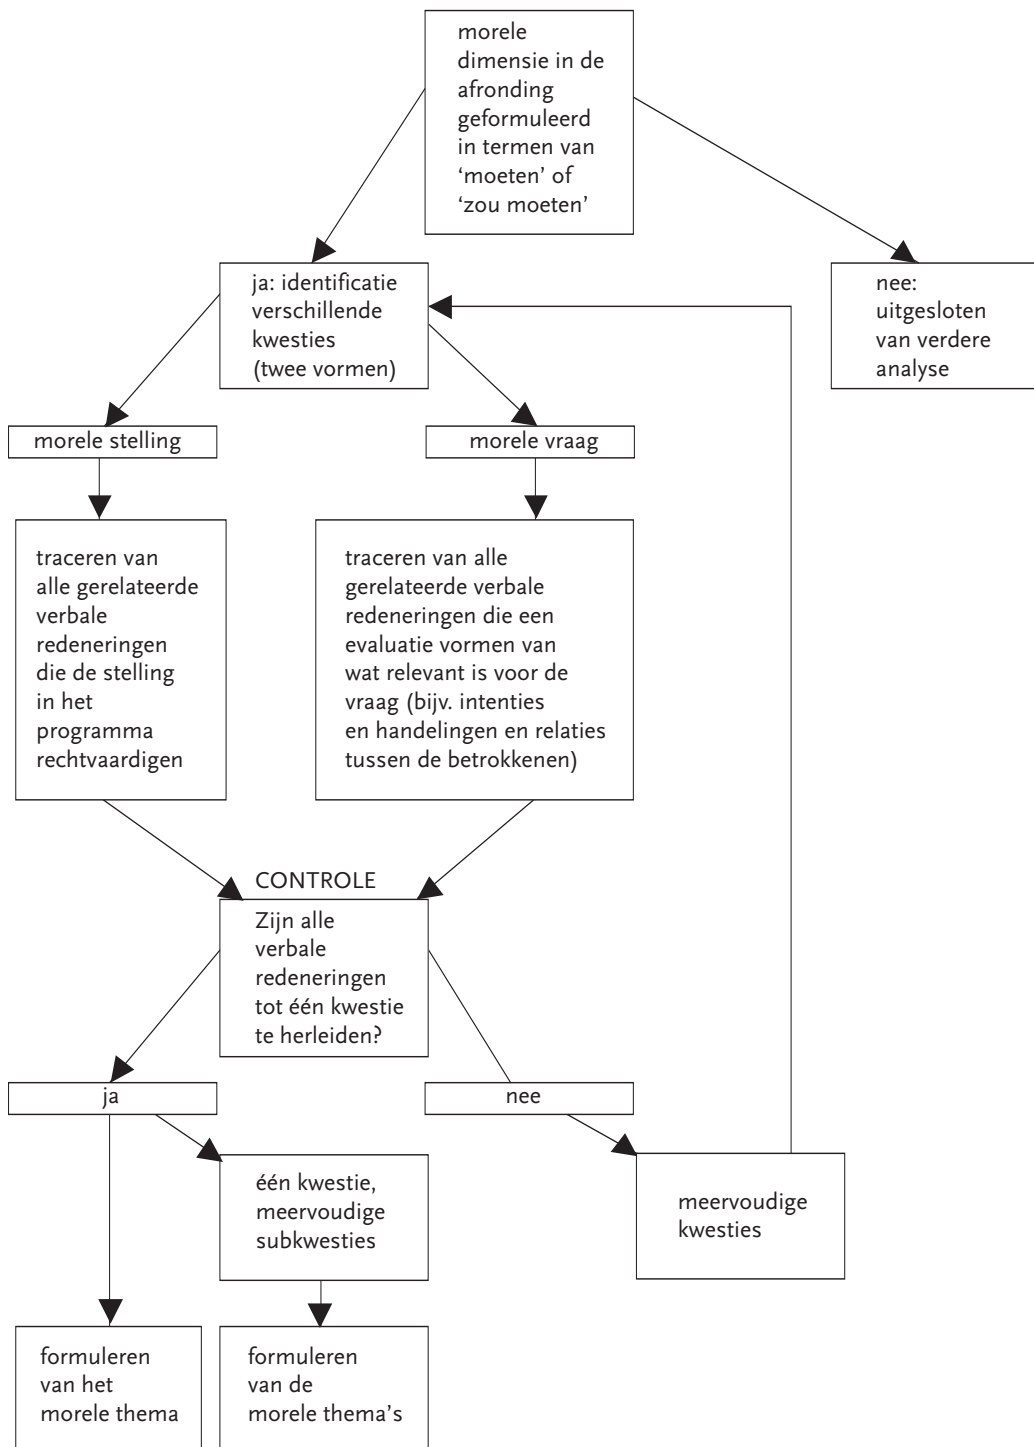 morele
dimensie in de
afronding
geformuleerd
in termen van
‘moeten’ of
‘zou moeten’
ja: identificatie
verschillende
kwesties
(twee vormen)
nee:
uitgesloten
van verdere
analyse
morele stelling
morele vraag
traceren van
alle gerelateerde
verbale
redeneringen
die de stelling
in het
programma
rechtvaardigen
traceren van alle
gerelateerde verbale
redeneringen die een
evaluatie vormen van
wat relevant is voor de
vraag (bijv. intenties
en handelingen en relaties
tussen de betrokkenen)
CONTROLE
Zijn alle
verbale
redeneringen
tot één kwestie
te herleiden?
ja
nee
één kwestie,
meervoudige
subkwesties
meervoudige
kwesties
formuleren
van het
morele thema
formuleren
van de
morele thema’s